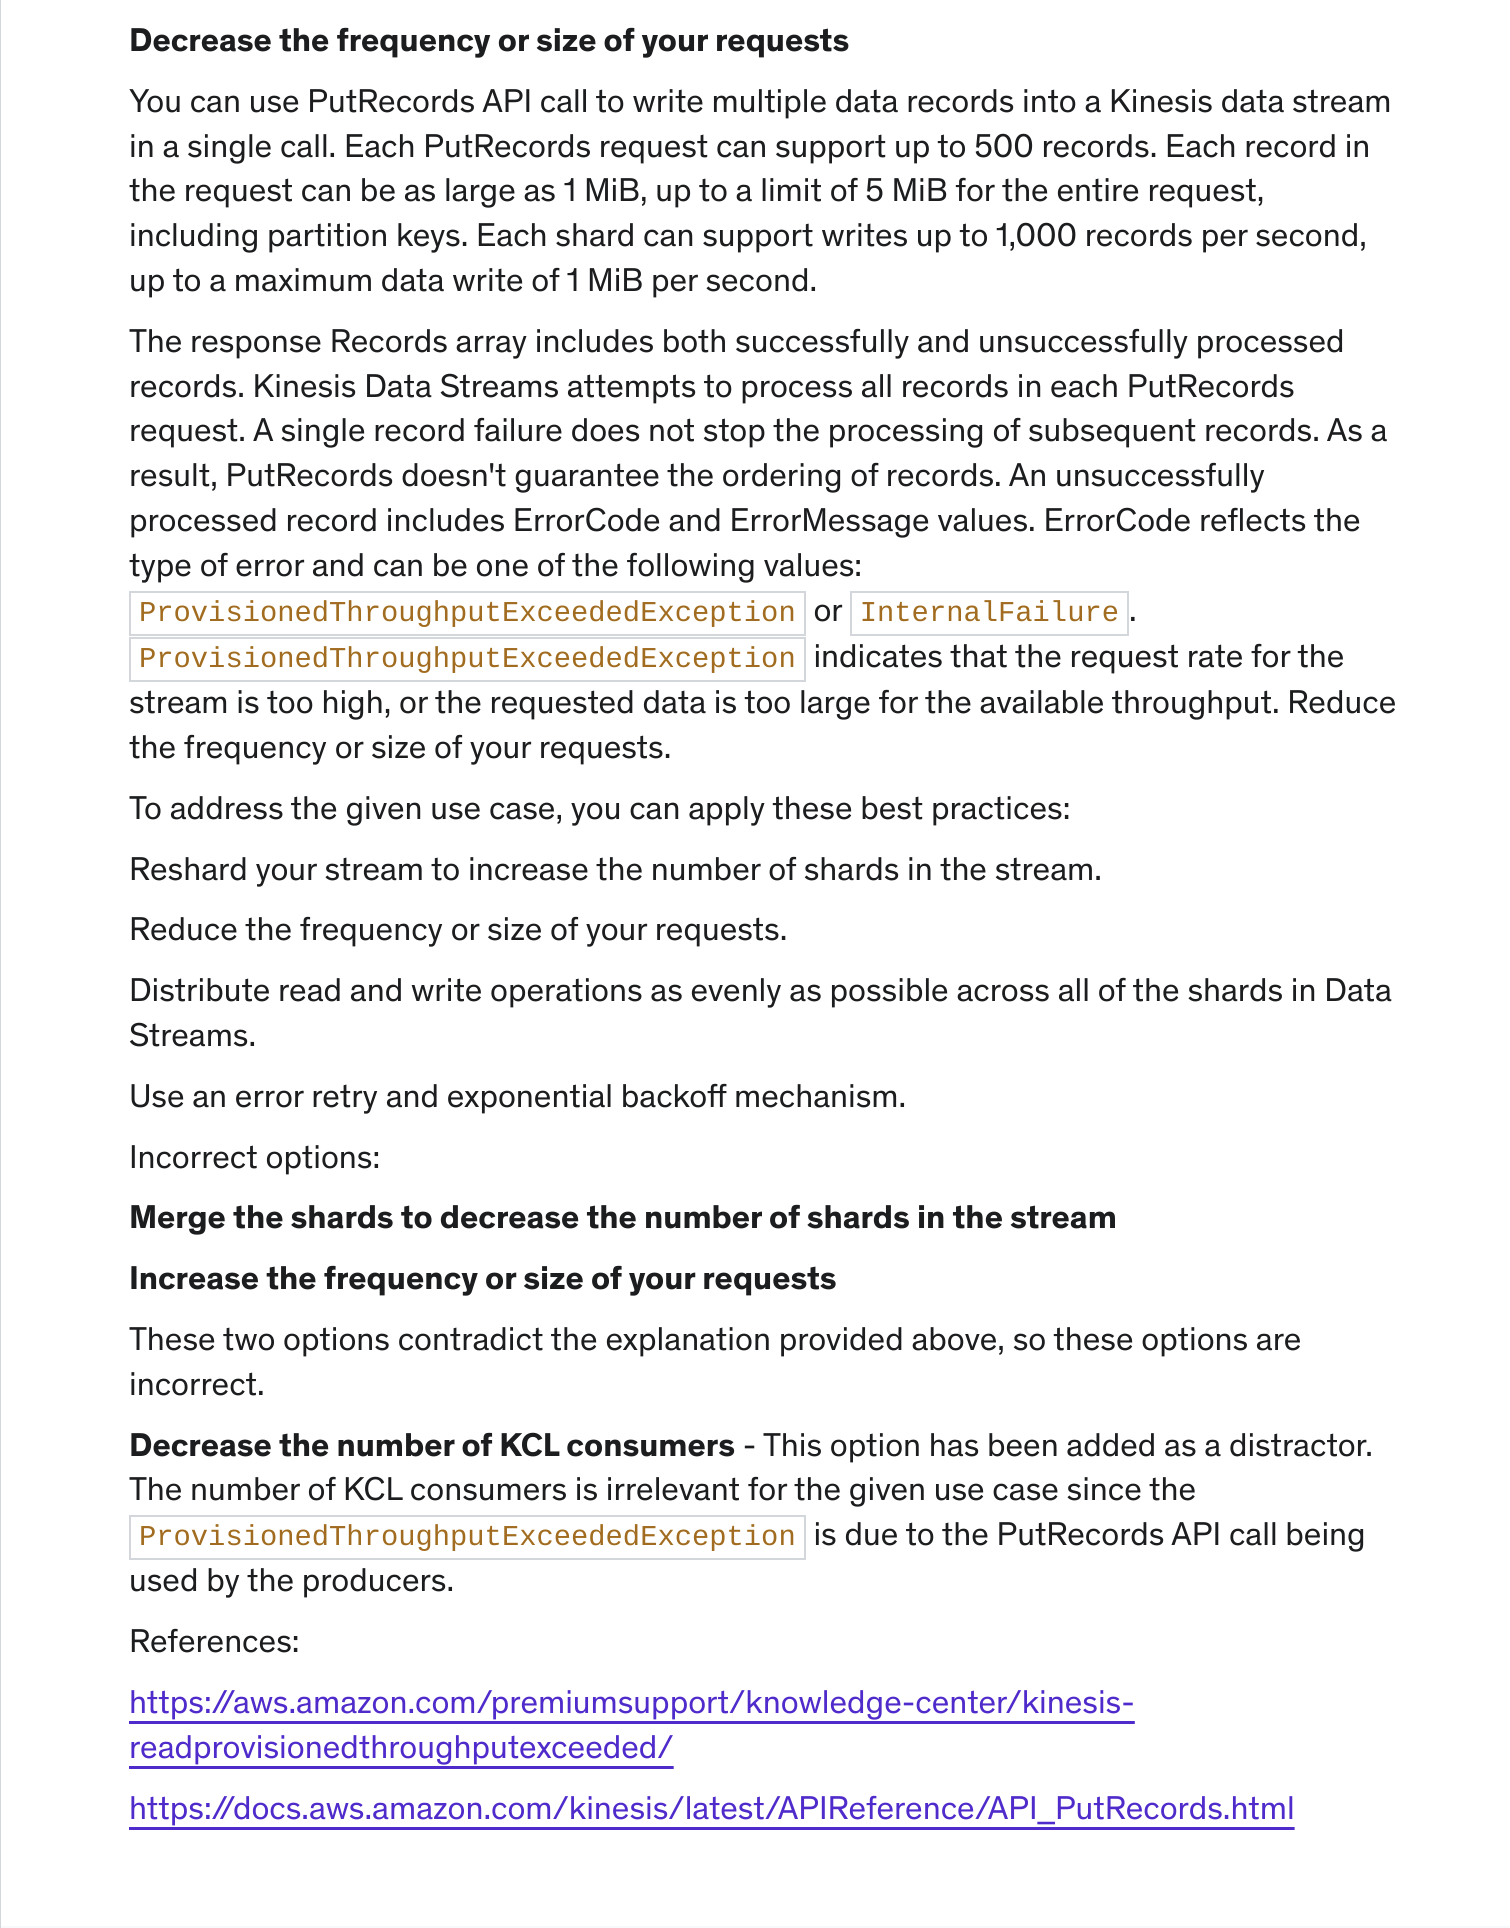 Decrease the frequency or size of your requests
You can use PutRecords API call to write multiple data records into a Kinesis data stream
in a single call. Each PutRecords request can support up to 500 records. Each record in
the request can be as large as 1 MiB, up to a limit of 5 MiB for the entire request,
including partition keys. Each shard can support writes up to 1,000 records per second,
up to a maximum data write of 1 MiB per second.
The response Records array includes both successfully and unsuccessfully processed
records. Kinesis Data Streams attempts to process all records in each PutRecords
request. A single record failure does not stop the processing of subsequent records. As a
result, PutRecords doesn't guarantee the ordering of records. An unsuccessfully
processed record includes ErrorCode and ErrorMessage values. ErrorCode reflects the
type of error and can be one of the following values:
ProvisionedThroughputExceededException or InternalFailure.
ProvisionedThroughputExceededException indicates that the request rate for the
stream is too high, or the requested data is too large for the available throughput. Reduce
the frequency or size of your requests.
To address the given use case, you can apply these best practices:
Reshard your stream to increase the number of shards in the stream.
Reduce the frequency or size of your requests.
Distribute read and write operations as evenly as possible across all of the shards in Data
Streams.
Use an error retry and exponential backoff mechanism.
Incorrect options:
Merge the shards to decrease the number of shards in the stream
Increase the frequency or size of your requests
These two options contradict the explanation provided above, so these options are
incorrect.
Decrease the number of KCL consumers - This option has been added as a distractor.
The number of KCL consumers is irrelevant for the given use case since the
ProvisionedThroughputExceededException is due to the PutRecords API call being
used by the producers.
References:
https://aws.amazon.com/premiumsupport/knowledge-center/kinesis-
readprovisionedthroughputexceeded/
https://docs.aws.amazon.com/kinesis/latest/APIReference/API_PutRecords.html